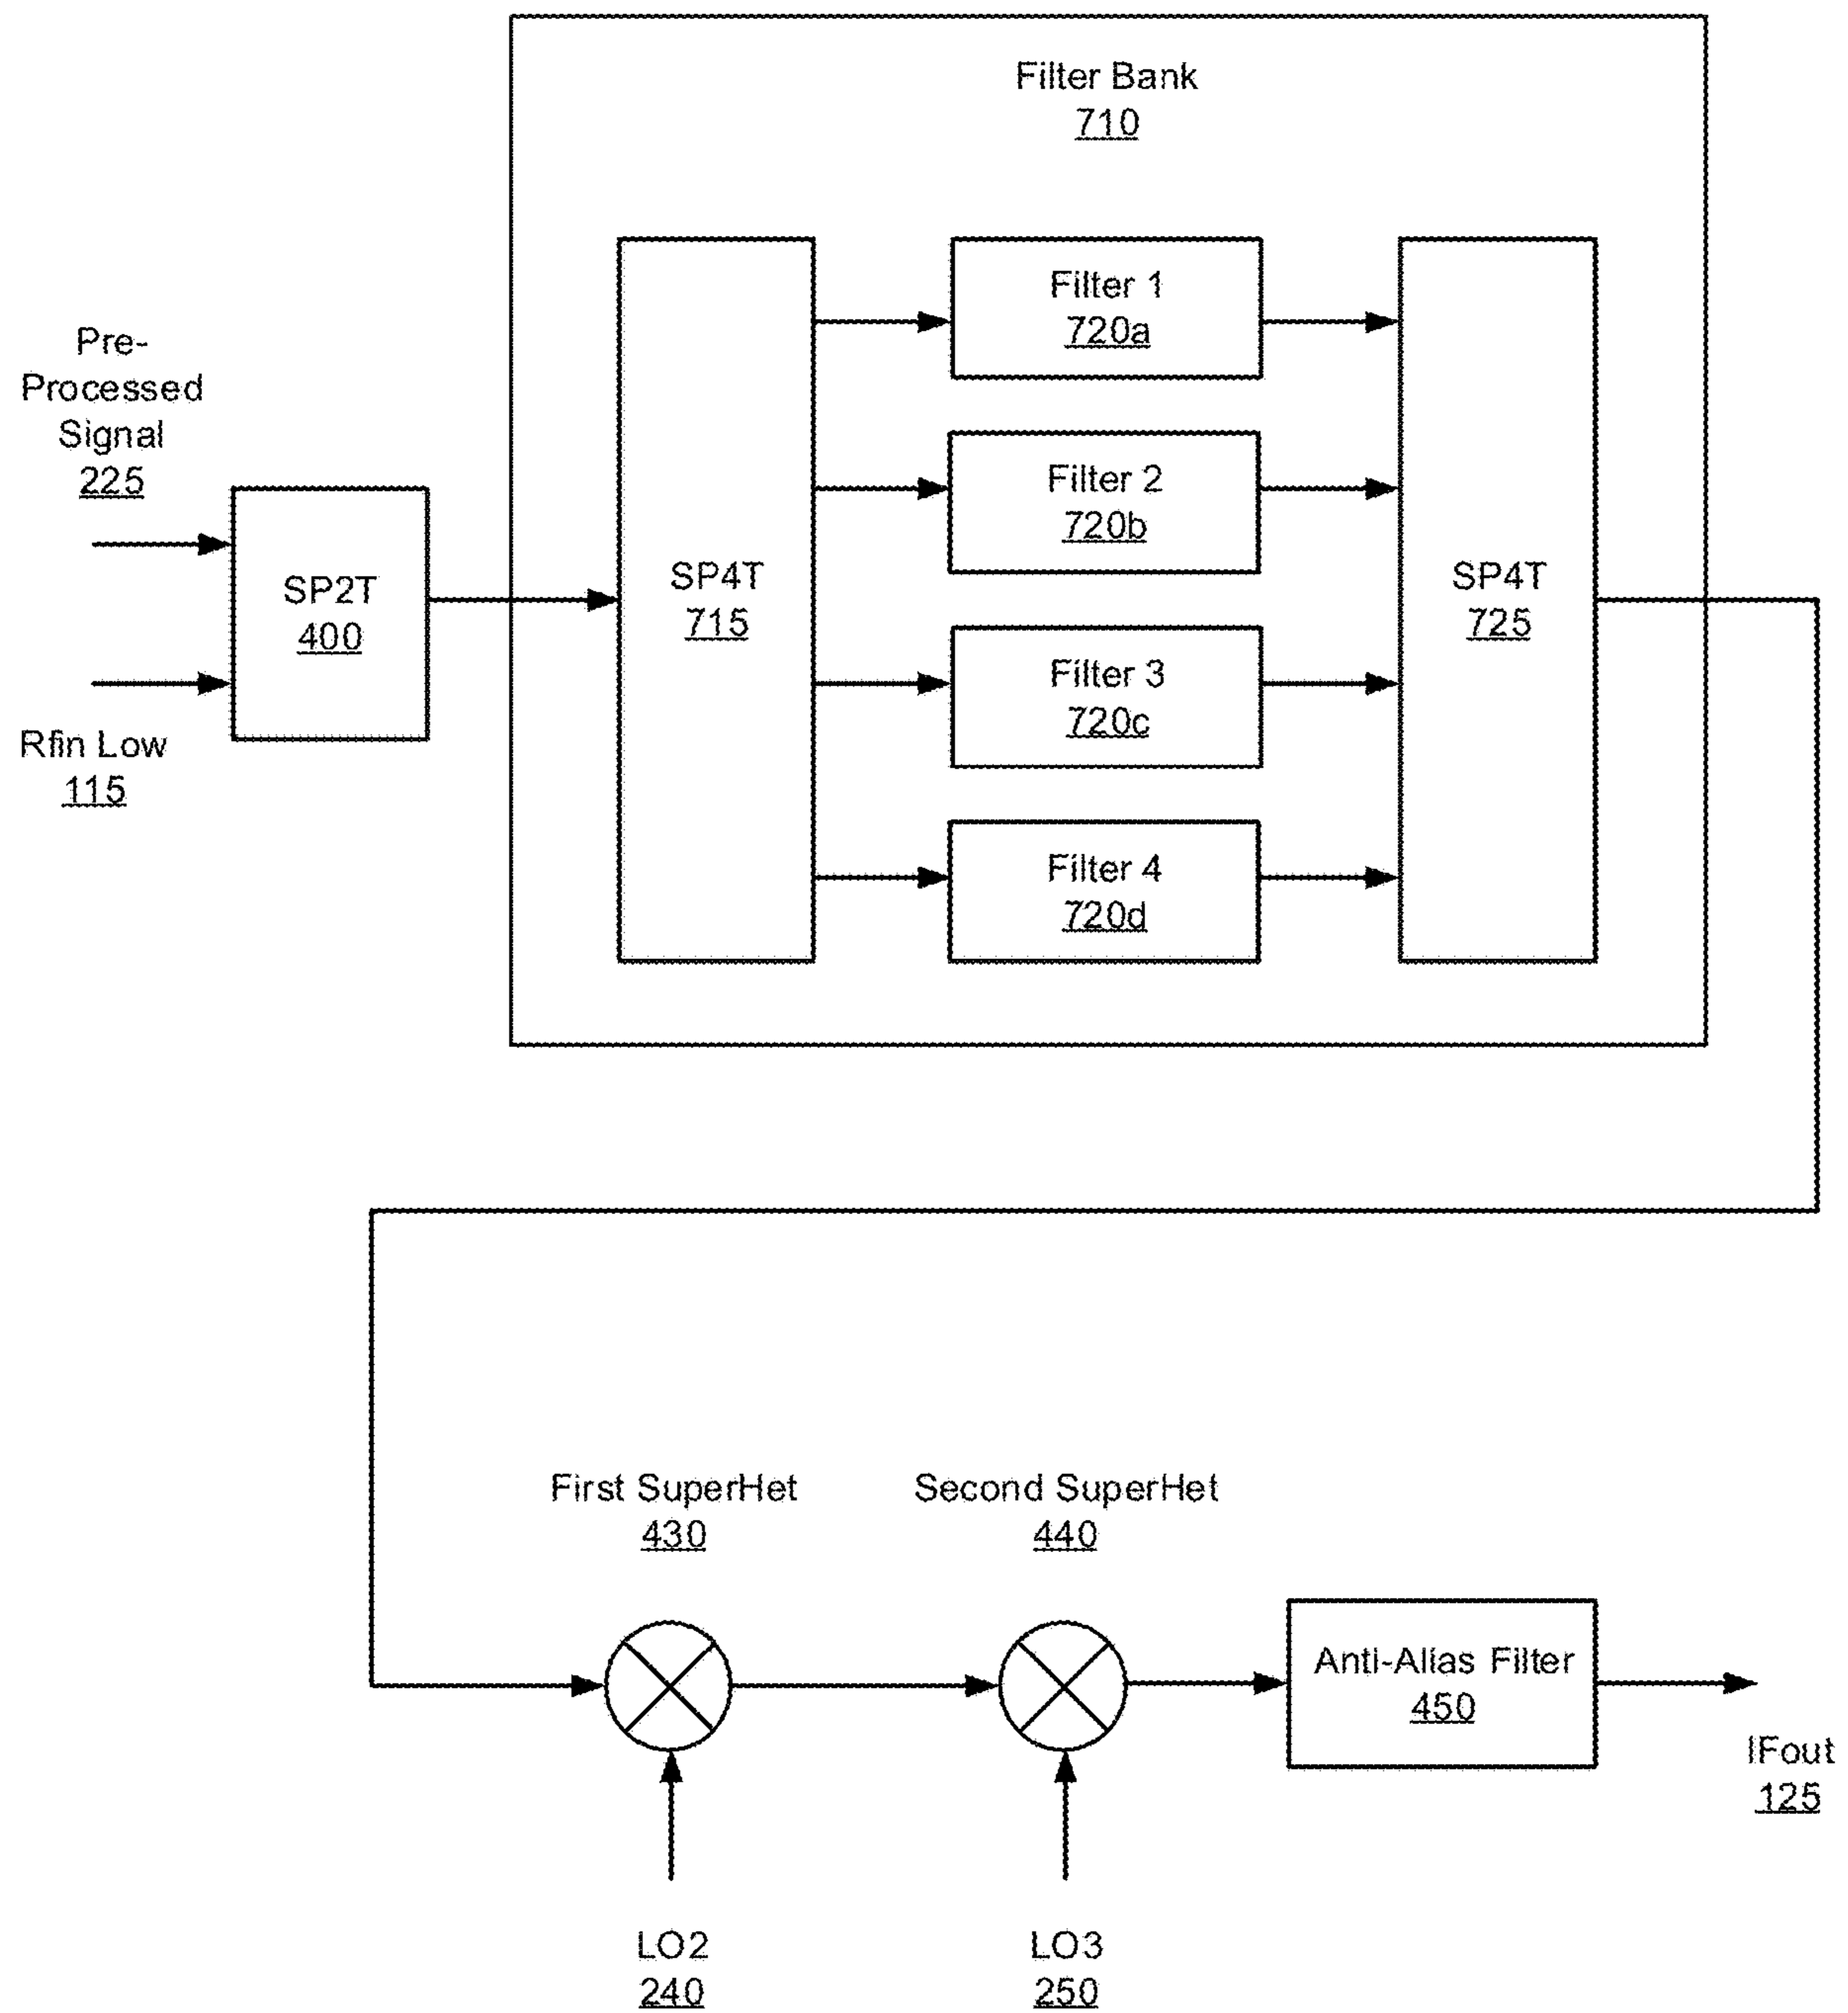 Filter Bank
710
Pre-
Processed
Signal
225
Rfin Low
115
SP2T
400
SP4T
715
Filter 1
720a
Filter 2
720b
Filter 3
720c
Filter 4
720d
SP4T
725
First SuperHet
430
Second SuperHet
440
Anti-Alias Filter
450
IFout
125
LO2
240
LO3
250